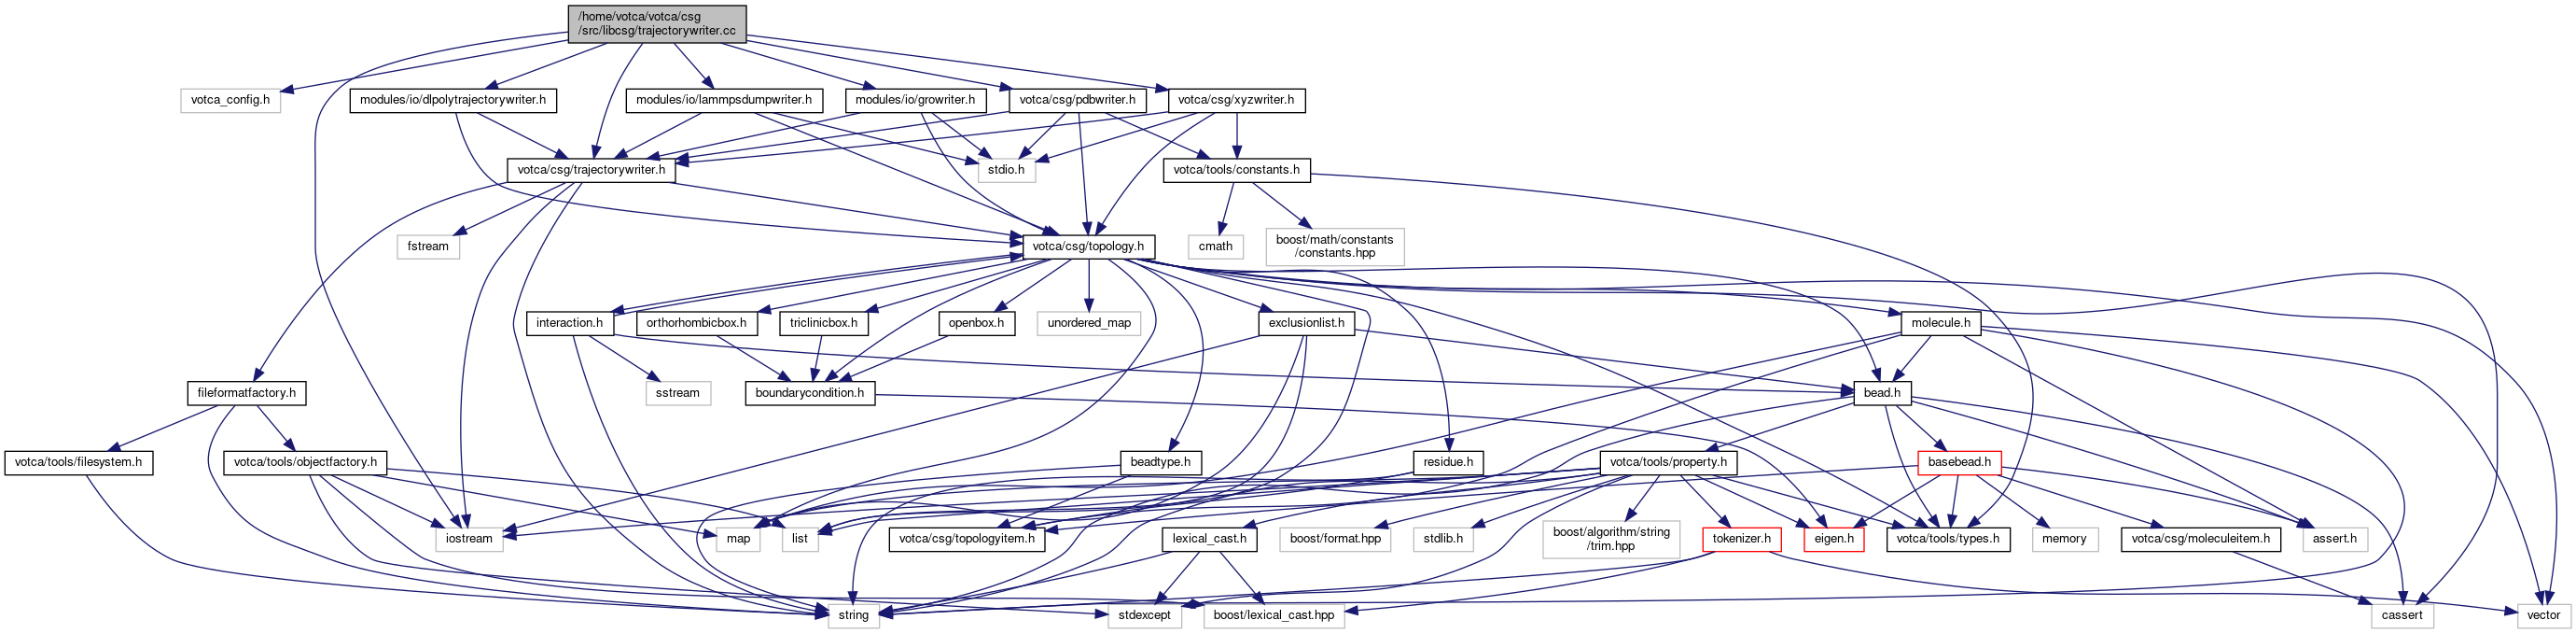 /home/votca/votca/csg
/src/libcsg/trajectorywriter.cc
votca_config.h
modules/io/dlpolytrajectorywriter.h
modules/io/lammpsdumpwriter.h
modules/io/growriter.h
votca/csg/pdbwriter.h
votca/csg/xyzwriter.h
votca/csg/trajectorywriter.h
stdio.h
votca/tools/constants.h
fstream
votca/csg/topology.h
cmath
boost/math/constants
/constants.hpp
interaction.h
orthorhombicbox.h
triclinicbox.h
openbox.h
unordered_map
exclusionlist.h
molecule.h
fileformatfactory.h
sstream
boundarycondition.h
bead.h
votca/tools/filesystem.h
votca/tools/objectfactory.h
beadtype.h
residue.h
votca/tools/property.h
basebead.h
iostream
map
list
votca/csg/topologyitem.h
lexical_cast.h
boost/format.hpp
stdlib.h
boost/algorithm/string
/trim.hpp
tokenizer.h
eigen.h
votca/tools/types.h
memory
votca/csg/moleculeitem.h
assert.h
string
stdexcept
boost/lexical_cast.hpp
cassert
vector